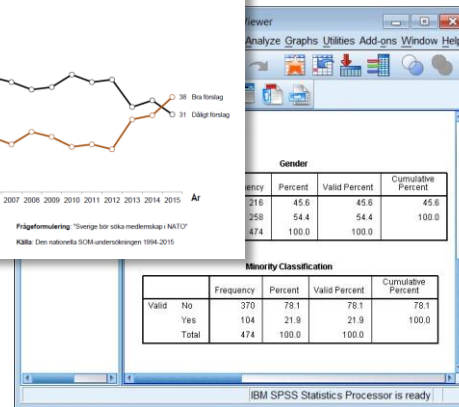 38 Bra förslag
31 Dåligt förslag
2007 2008 2009 2010 2011 2012 2013 2014 2015 År
Frågeformulering: "Sverige bör söka medlemskap i NATO"
Källa: Den nationella SOM-undersökningen 1994-2015
Viewer
Analyze Graphs Utilities Add-ons Window Help
Gender
Percent Valid Percent Cumulative Percent
216 45.6 45.6 45.6
258 54.4 54.4 100.0
474 100.0 100.0
Minority Classification
Frequency Percent Valid Percent Cumulative Percent
Valid No 370 78.1 78.1 78.1
Yes 104 21.9 21.9 100.0
Total 474 100.0 100.0
IBM SPSS Statistics Processor is ready